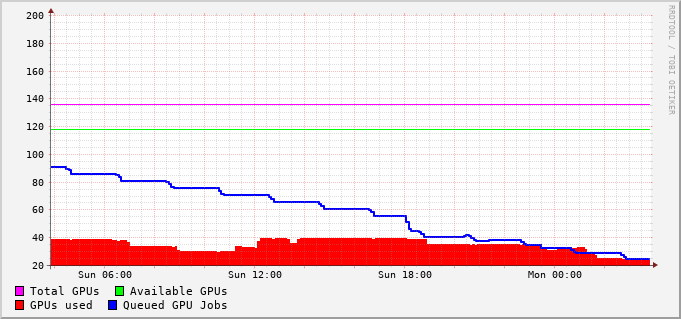 200
180
160
140
120
100
80
60
40
20
Sun 06:00 Sun 12:00 Sun 18:00 Mon 00:00
Total GPUs Available GPUs
GPUs used Queued GPU Jobs
RRDTOOL / TOBI OETIKER